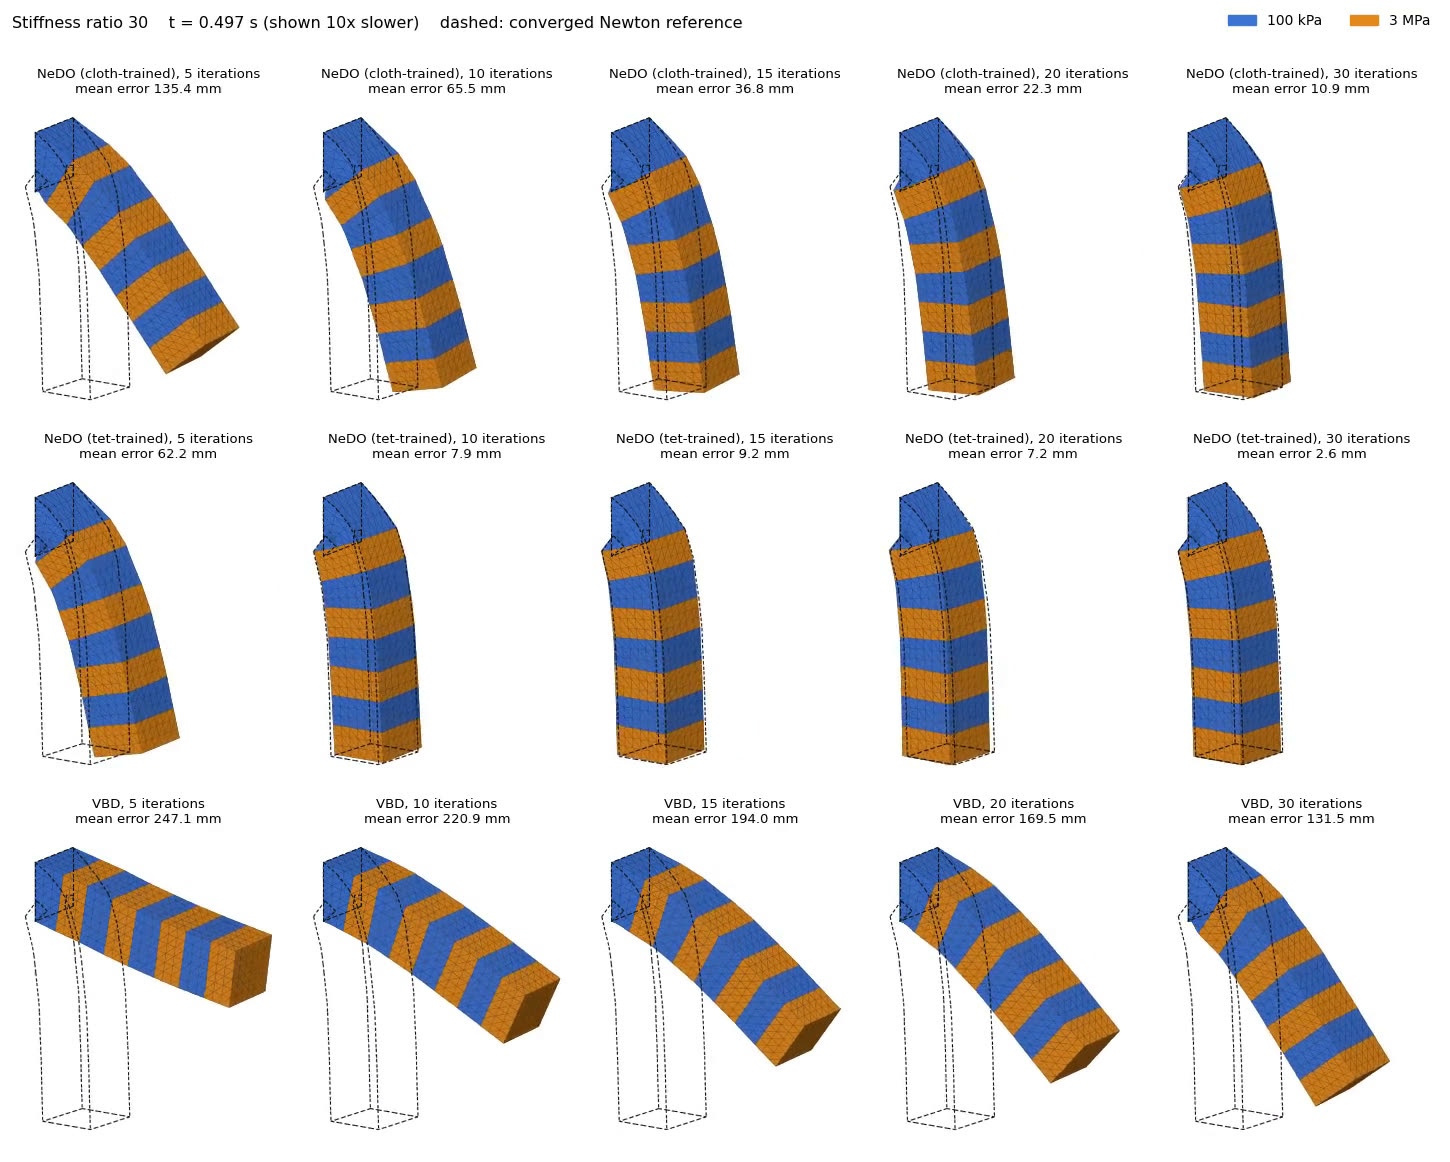 Stiffness ratio 30    t = 0.497 s (shown 10x slower)    dashed: converged Newton reference
100 kPa    3 MPa
NeDO (cloth-trained), 5 iterations
mean error 135.4 mm
NeDO (cloth-trained), 10 iterations
mean error 65.5 mm
NeDO (cloth-trained), 15 iterations
mean error 36.8 mm
NeDO (cloth-trained), 20 iterations
mean error 22.3 mm
NeDO (cloth-trained), 30 iterations
mean error 10.9 mm
NeDO (tet-trained), 5 iterations
mean error 62.2 mm
NeDO (tet-trained), 10 iterations
mean error 7.9 mm
NeDO (tet-trained), 15 iterations
mean error 9.2 mm
NeDO (tet-trained), 20 iterations
mean error 7.2 mm
NeDO (tet-trained), 30 iterations
mean error 2.6 mm
VBD, 5 iterations
mean error 247.1 mm
VBD, 10 iterations
mean error 220.9 mm
VBD, 15 iterations
mean error 194.0 mm
VBD, 20 iterations
mean error 169.5 mm
VBD, 30 iterations
mean error 131.5 mm